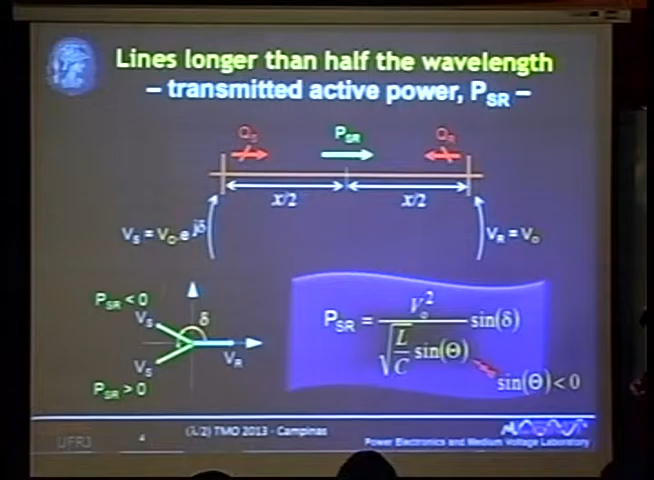 Lines longer than half the wavelength
– transmitted active power, P_SR –
Q_S P_SR Q_R
x/2 x/2
V_S = V_O.e^jδ V_R = V_o
P_SR < 0
V_S δ
V_R
V_S
P_SR > 0
P_SR = V_o^2 / (√(L/C) sin(Θ)) sin(δ)
sin(Θ) < 0
UFRJ 4 (λ/2) TMO 2013 - Campinas
Power Electronics and Medium Voltage Laboratory